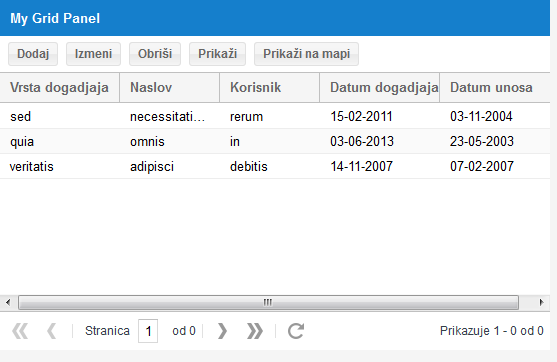 My Grid Panel
Dodaj Izmeni Obriši Prikaži Prikaži na mapi
Vrsta dogadjaja Naslov Korisnik Datum dogadjaja Datum unosa
sed necessitati... rerum 15-02-2011 03-11-2004
quia omnis in 03-06-2013 23-05-2003
veritatis adipisci debitis 14-11-2007 07-02-2007
Stranica 1 od 0 Prikazuje 1 - 0 od 0